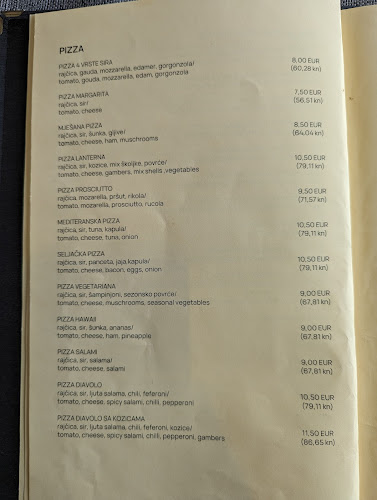 PIZZA
PIZZA 4 VRSTE SIRA 8,00 EUR
rajčica, gauda, mozzarella, edamer, gorgonzola/ (60,28 kn)
tomato, gouda, mozzarella, edam, gorgonzola
PIZZA MARGARITA 7,50 EUR
rajčica, sir/ (56,51 kn)
tomato, cheese
MIJEŠANA PIZZA 8,50 EUR
rajčica, sir, šunka, gljive/ (64,04 kn)
tomato, cheese, ham, muschrooms
PIZZA LANTERNA 10,50 EUR
rajčica, sir, kozice, mix školjke, povrće/ (79,11 kn)
tomato, cheese, gambers, mix shells ,vegetables
PIZZA PROSCIUTTO 9,50 EUR
rajčica, mozarella, pršut, rikola/ (71,57 kn)
tomato, mozarella, prosciutto, rucola
MEDITERANSKA PIZZA 10,50 EUR
rajčica, sir, tuna, kapula/ (79,11 kn)
tomato, cheese, tuna, onion
SELJAČKA PIZZA 10,50 EUR
rajčica, sir, panceta, jaja,kapula/ (79,11 kn)
tomato, cheese, bacon, eggs, onion
PIZZA VEGETARIANA 9,00 EUR
rajčica, sir, šampinjoni, sezonsko povrće/ (67,81 kn)
tomato, cheese, muschrooms, seasonal vegetables
PIZZA HAWAII 9,00 EUR
rajčica, sir, šunka, ananas/ (67,81 kn)
tomato, cheese, ham, pineapple
PIZZA SALAMI 9,00 EUR
rajčica, sir, salama/ (67,81 kn)
tomato, cheese, salami
PIZZA DIAVOLO 10,50 EUR
rajčica, sir, ljuta salama, chili, feferoni/ (79,11 kn)
tomato, cheese, spicy salami, chilli, pepperoni
PIZZA DIAVOLO SA KOZICAMA 11,50 EUR
rajčica, sir, ljuta salama, chili, feferoni, kozice/ (86,65 kn)
tomato, cheese, spicy salami, chilli, pepperoni, gambers